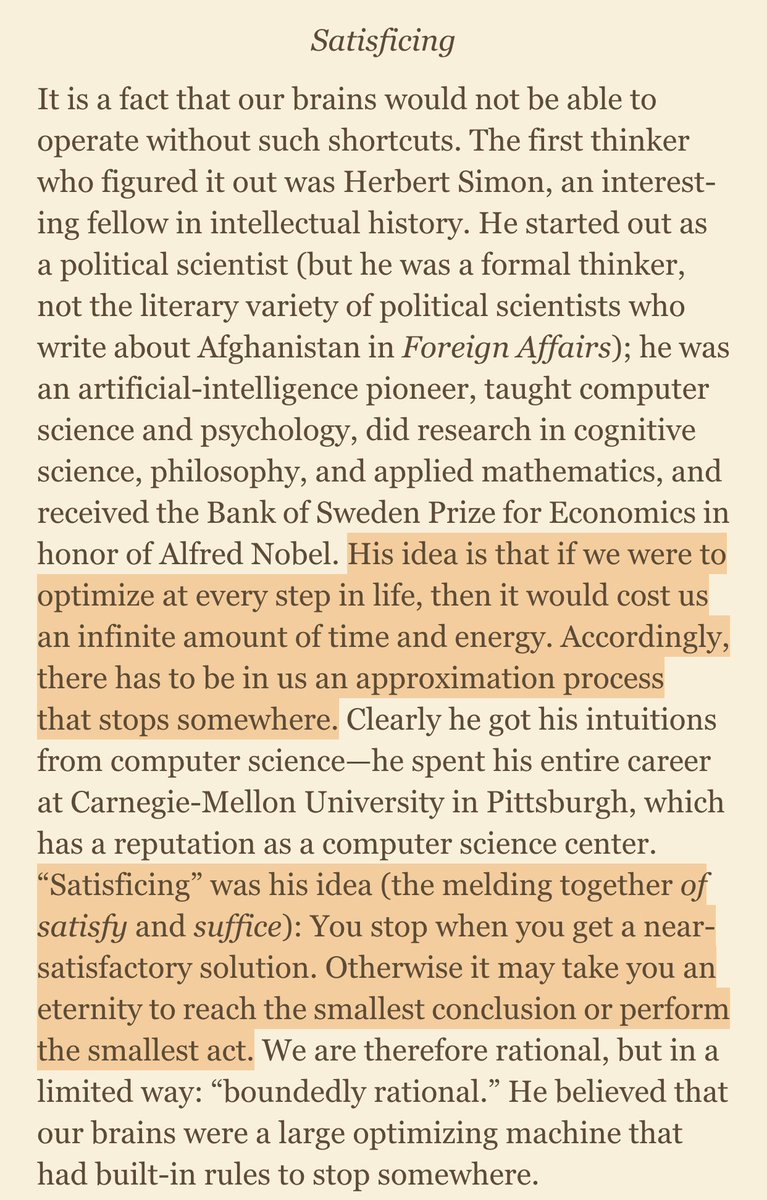 Satisficing
It is a fact that our brains would not be able to
operate without such shortcuts. The first thinker
who figured it out was Herbert Simon, an interest-
ing fellow in intellectual history. He started out as
a political scientist (but he was a formal thinker,
not the literary variety of political scientists who
write about Afghanistan in Foreign Affairs); he was
an artificial-intelligence pioneer, taught computer
science and psychology, did research in cognitive
science, philosophy, and applied mathematics, and
received the Bank of Sweden Prize for Economics in
honor of Alfred Nobel. His idea is that if we were to
optimize at every step in life, then it would cost us
an infinite amount of time and energy. Accordingly,
there has to be in us an approximation process
that stops somewhere. Clearly he got his intuitions
from computer science—he spent his entire career
at Carnegie-Mellon University in Pittsburgh, which
has a reputation as a computer science center.
“Satisficing” was his idea (the melding together of
satisfy and suffice): You stop when you get a near-
satisfactory solution. Otherwise it may take you an
eternity to reach the smallest conclusion or perform
the smallest act. We are therefore rational, but in a
limited way: “boundedly rational.” He believed that
our brains were a large optimizing machine that
had built-in rules to stop somewhere.